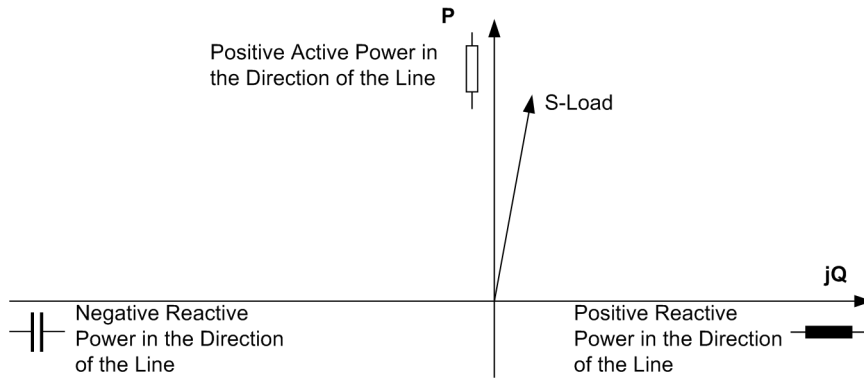 P
Positive Active Power in
the Direction of the Line
S-Load
jQ
Negative Reactive
Power in the Direction
of the Line
Positive Reactive
Power in the Direction
of the Line